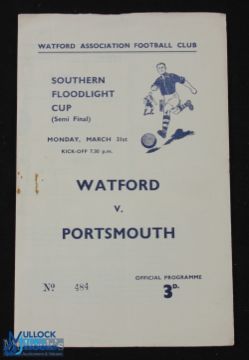 WATFORD ASSOCIATION FOOTBALL CLUB
SOUTHERN
FLOODLIGHT
CUP
(Semi Final)
MONDAY, MARCH 31st
KICK-OFF 7.30 p.m.
WATFORD
v.
PORTSMOUTH
Nº 484
OFFICIAL PROGRAMME
3D.